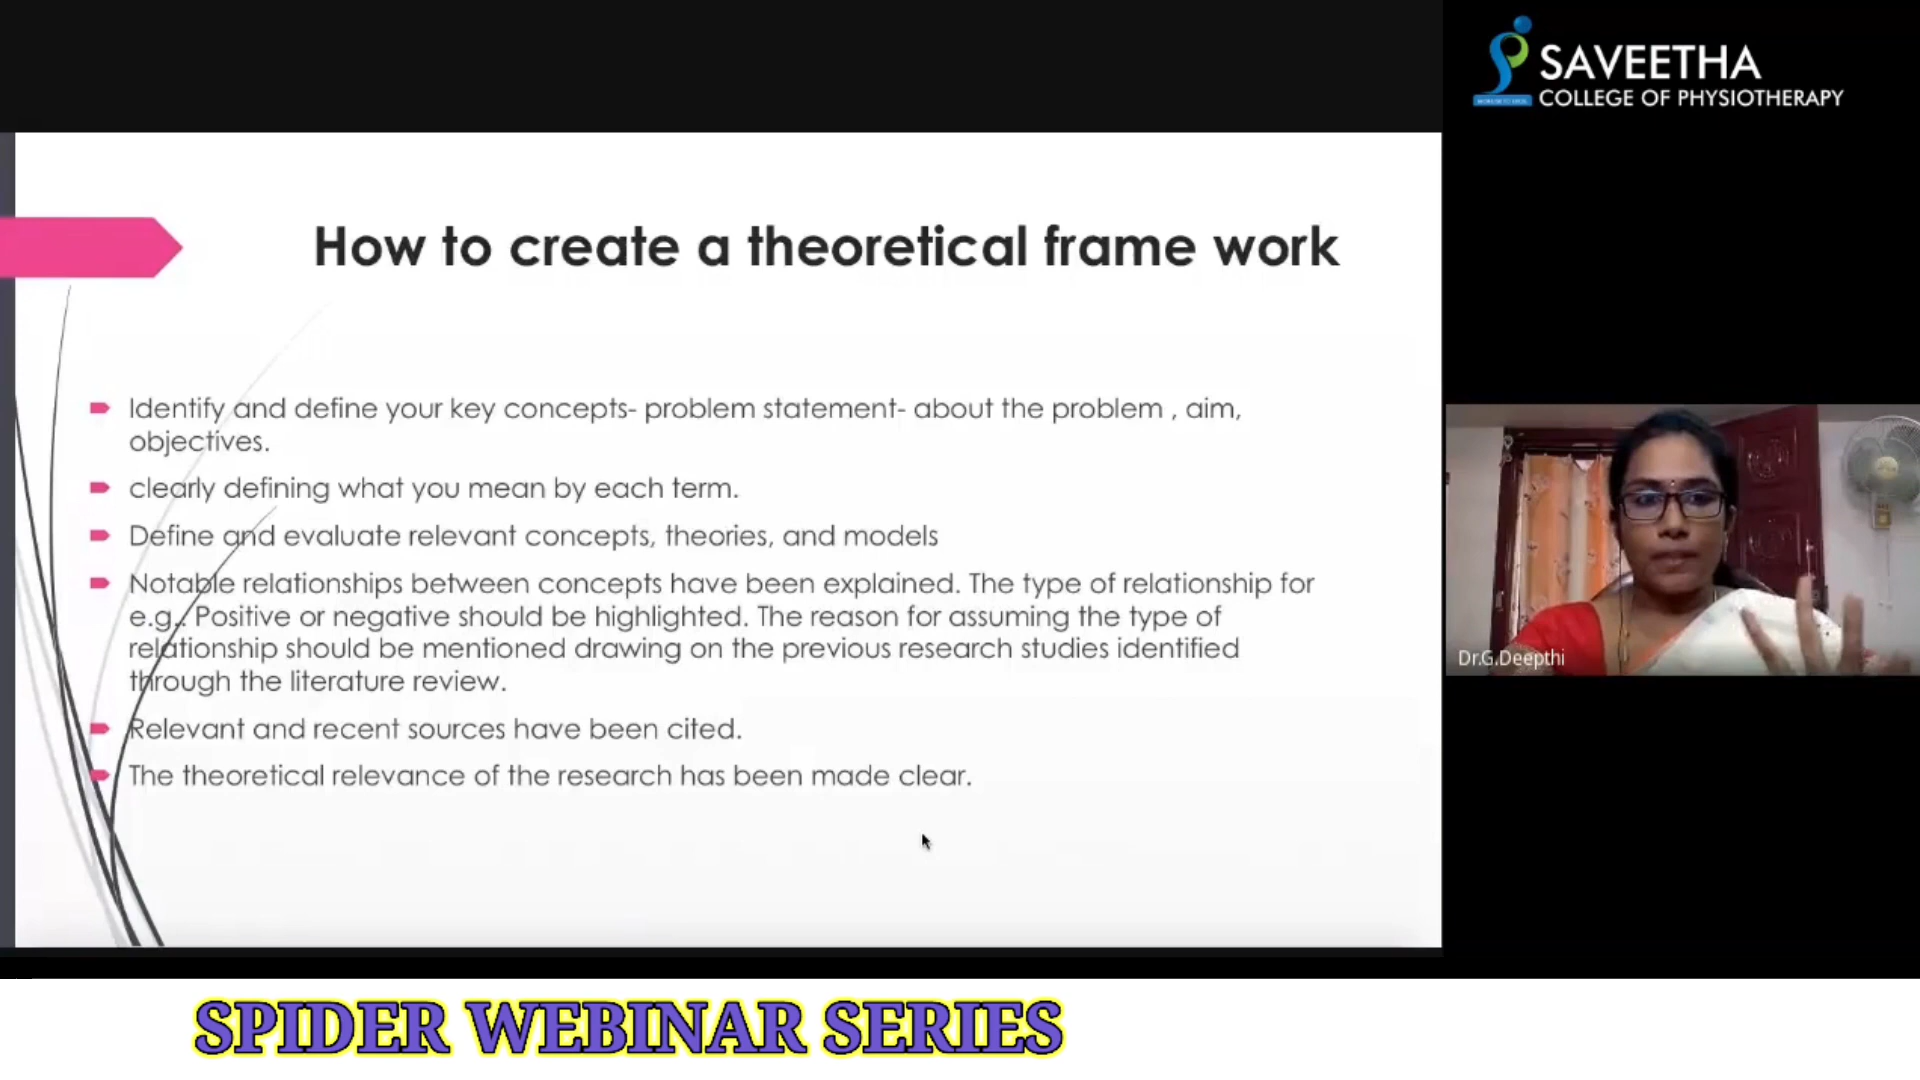 SAVEETHA
COLLEGE OF PHYSIOTHERAPY
How to create a theoretical frame work
Identify and define your key concepts- problem statement- about the problem , aim,
objectives.
clearly defining what you mean by each term.
Define and evaluate relevant concepts, theories, and models
Notable relationships between concepts have been explained. The type of relationship for
e.g.. Positive or negative should be highlighted. The reason for assuming the type of
relationship should be mentioned drawing on the previous research studies identified
through the literature review.
Relevant and recent sources have been cited.
The theoretical relevance of the research has been made clear.
Dr.G.Deepthi
SPIDER WEBINAR SERIES